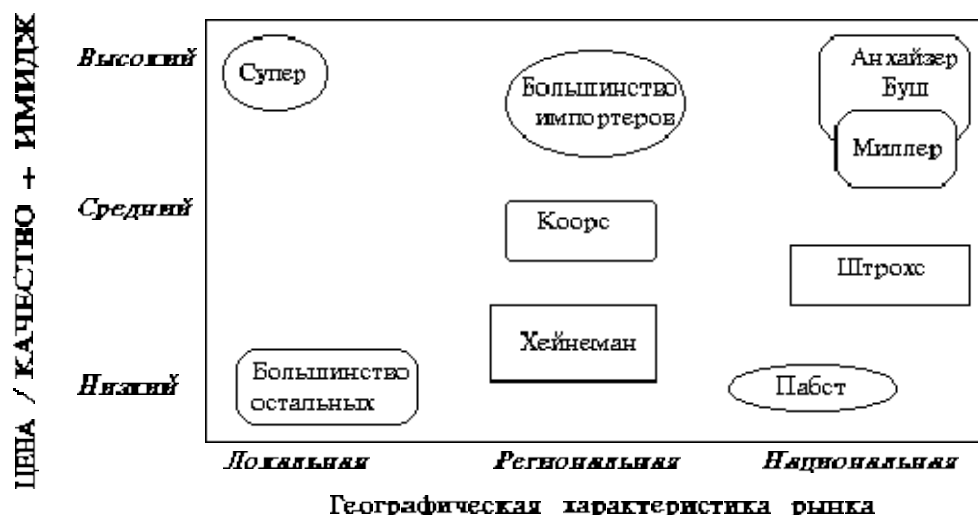 ЦЕНА / КАЧЕСТВО + ИМИДЖ
Высокий
Супер
Большинство
импортеров
Анхайзер
Буш
Миллер
Средний
Коорс
Штрохс
Хейнеман
Низкий
Большинство
остальных
Пабст
Локальная
Региональная
Национальная
Географическая характеристика рынка